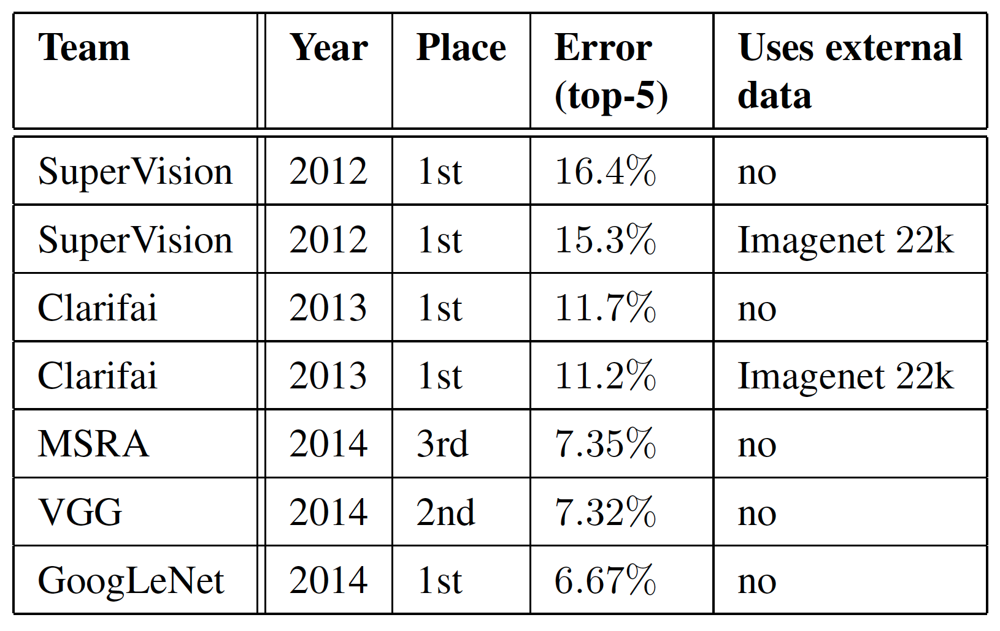 Team Year Place Error Uses external
(top-5) data
SuperVision 2012 1st 16.4% no
SuperVision 2012 1st 15.3% Imagenet 22k
Clarifai 2013 1st 11.7% no
Clarifai 2013 1st 11.2% Imagenet 22k
MSRA 2014 3rd 7.35% no
VGG 2014 2nd 7.32% no
GoogLeNet 2014 1st 6.67% no